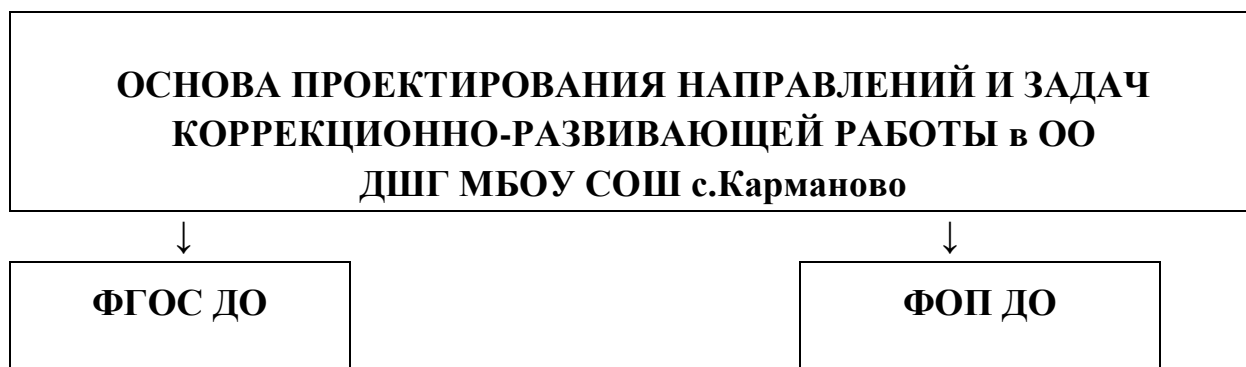 ОСНОВА ПРОЕКТИРОВАНИЯ НАПРАВЛЕНИЙ И ЗАДАЧ
КОРРЕКЦИОННО-РАЗВИВАЮЩЕЙ РАБОТЫ в ОО
ДШГ МБОУ СОШ с.Карманово
↓ ↓
ФГОС ДО ФОП ДО